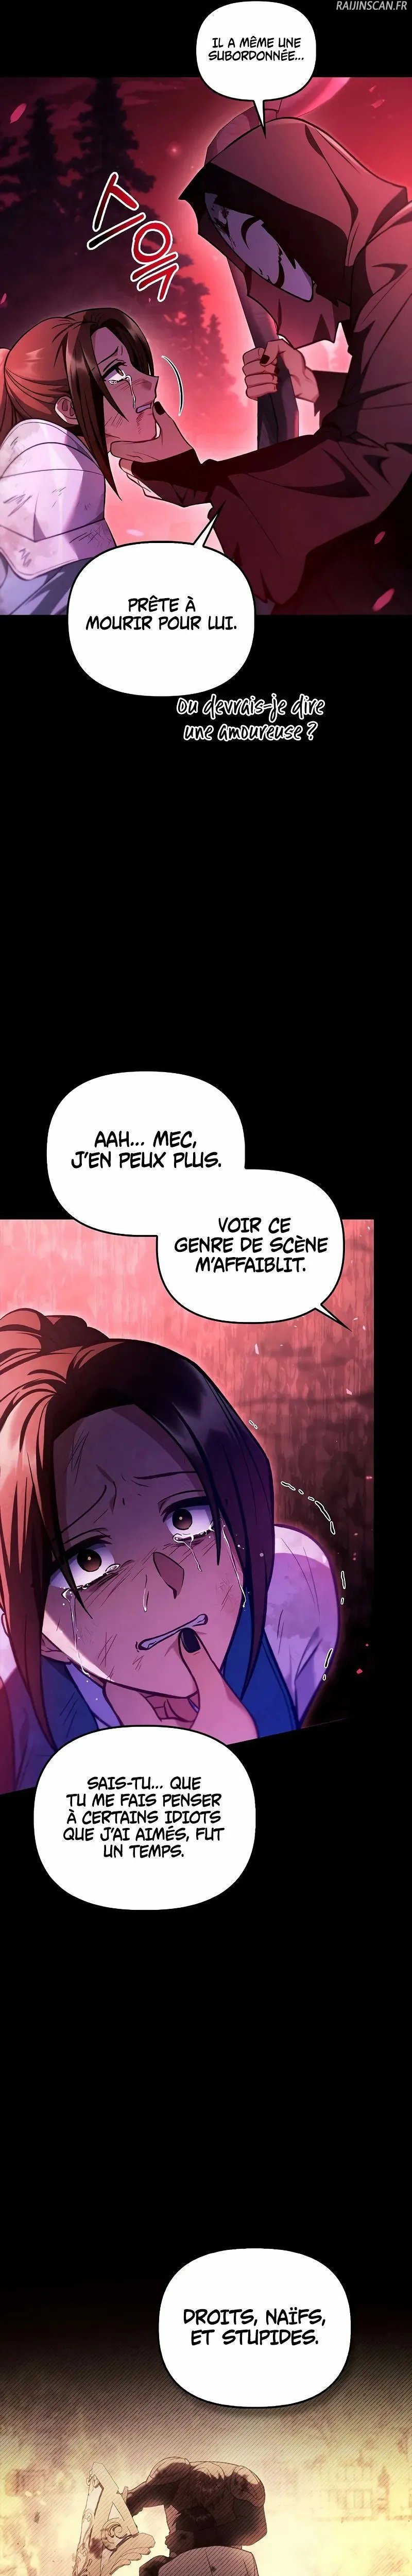 RAIJINSCAN.FR
IL A MÊME UNE
SUBORDONNÉE...
스윽
PRÊTE À
MOURIR POUR LUI.
Ou devrais-je dire
une amoureuse ?
AAH... MEC,
J'EN PEUX PLUS.
VOIR CE
GENRE DE SCÈNE
M'AFFAIBLIT.
SAIS-TU... QUE
TU ME FAIS PENSER
À CERTAINS IDIOTS
QUE J'AI AIMÉS, FUT
UN TEMPS.
DROITS, NAÏFS,
ET STUPIDES.